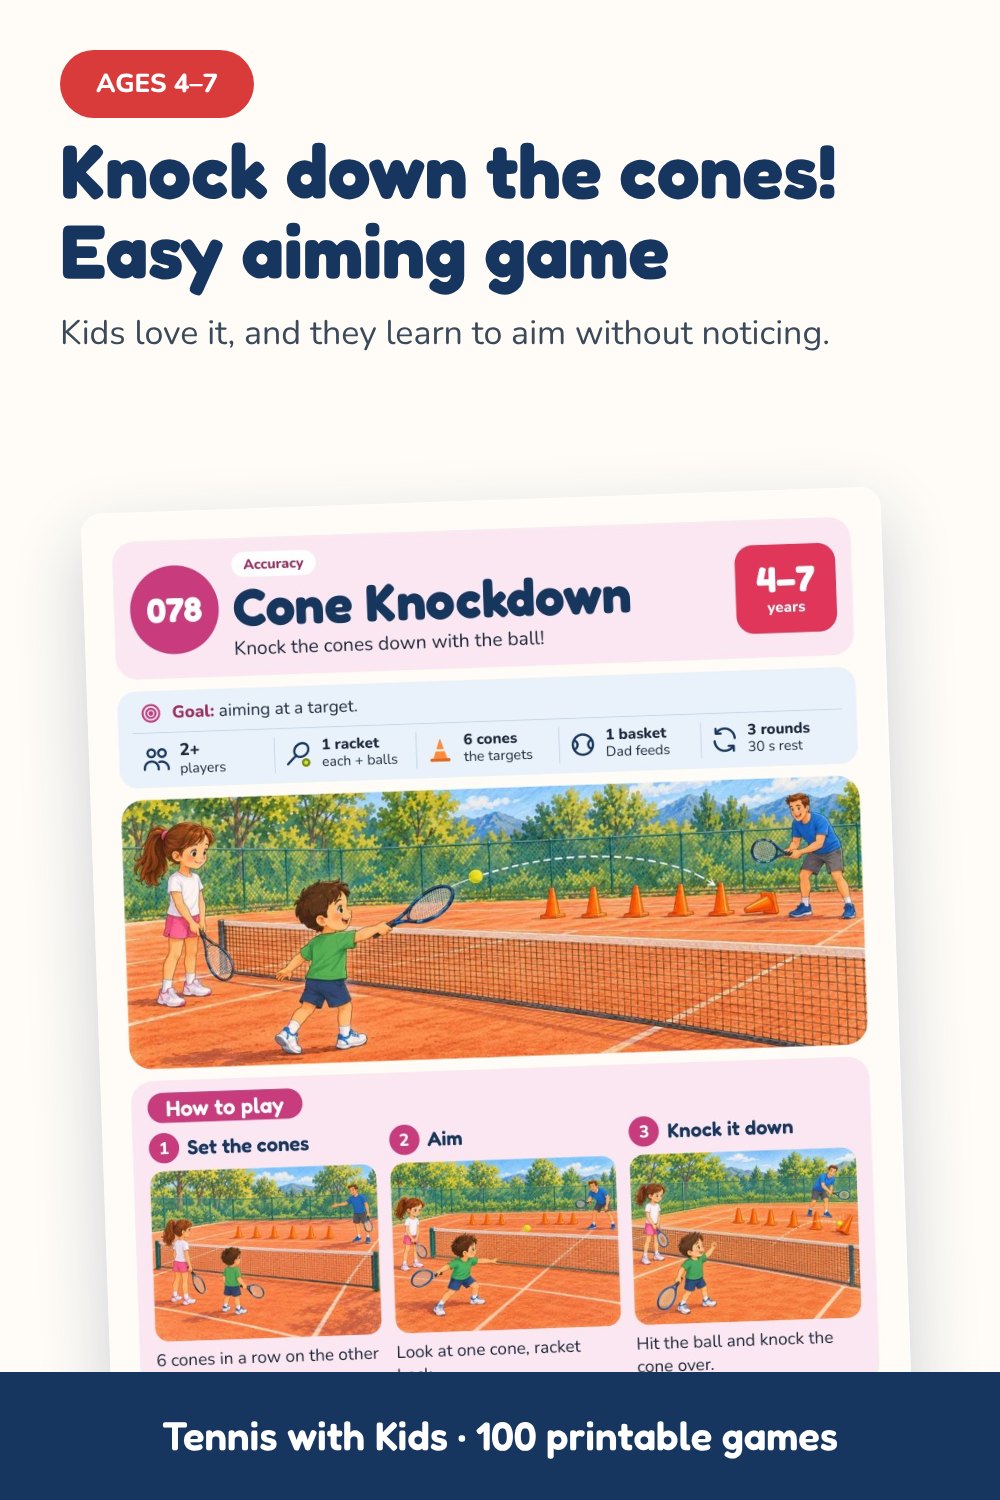 AGES 4–7
Knock down the cones!
Easy aiming game
Kids love it, and they learn to aim without noticing.
078
Accuracy
Cone Knockdown
Knock the cones down with the ball!
4–7
years
Goal: aiming at a target.
2+
players
1 racket
each + balls
6 cones
the targets
1 basket
Dad feeds
3 rounds
30 s rest
How to play
1 Set the cones
2 Aim
3 Knock it down
6 cones in a row on the other
Look at one cone, racket
Hit the ball and knock the
cone over.
Tennis with Kids · 100 printable games